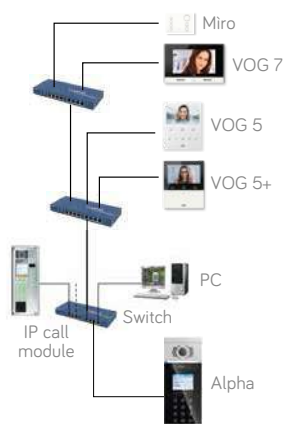 Miro
VOG 7
VOG 5
VOG 5+
PC
Switch
IP call
module
Alpha